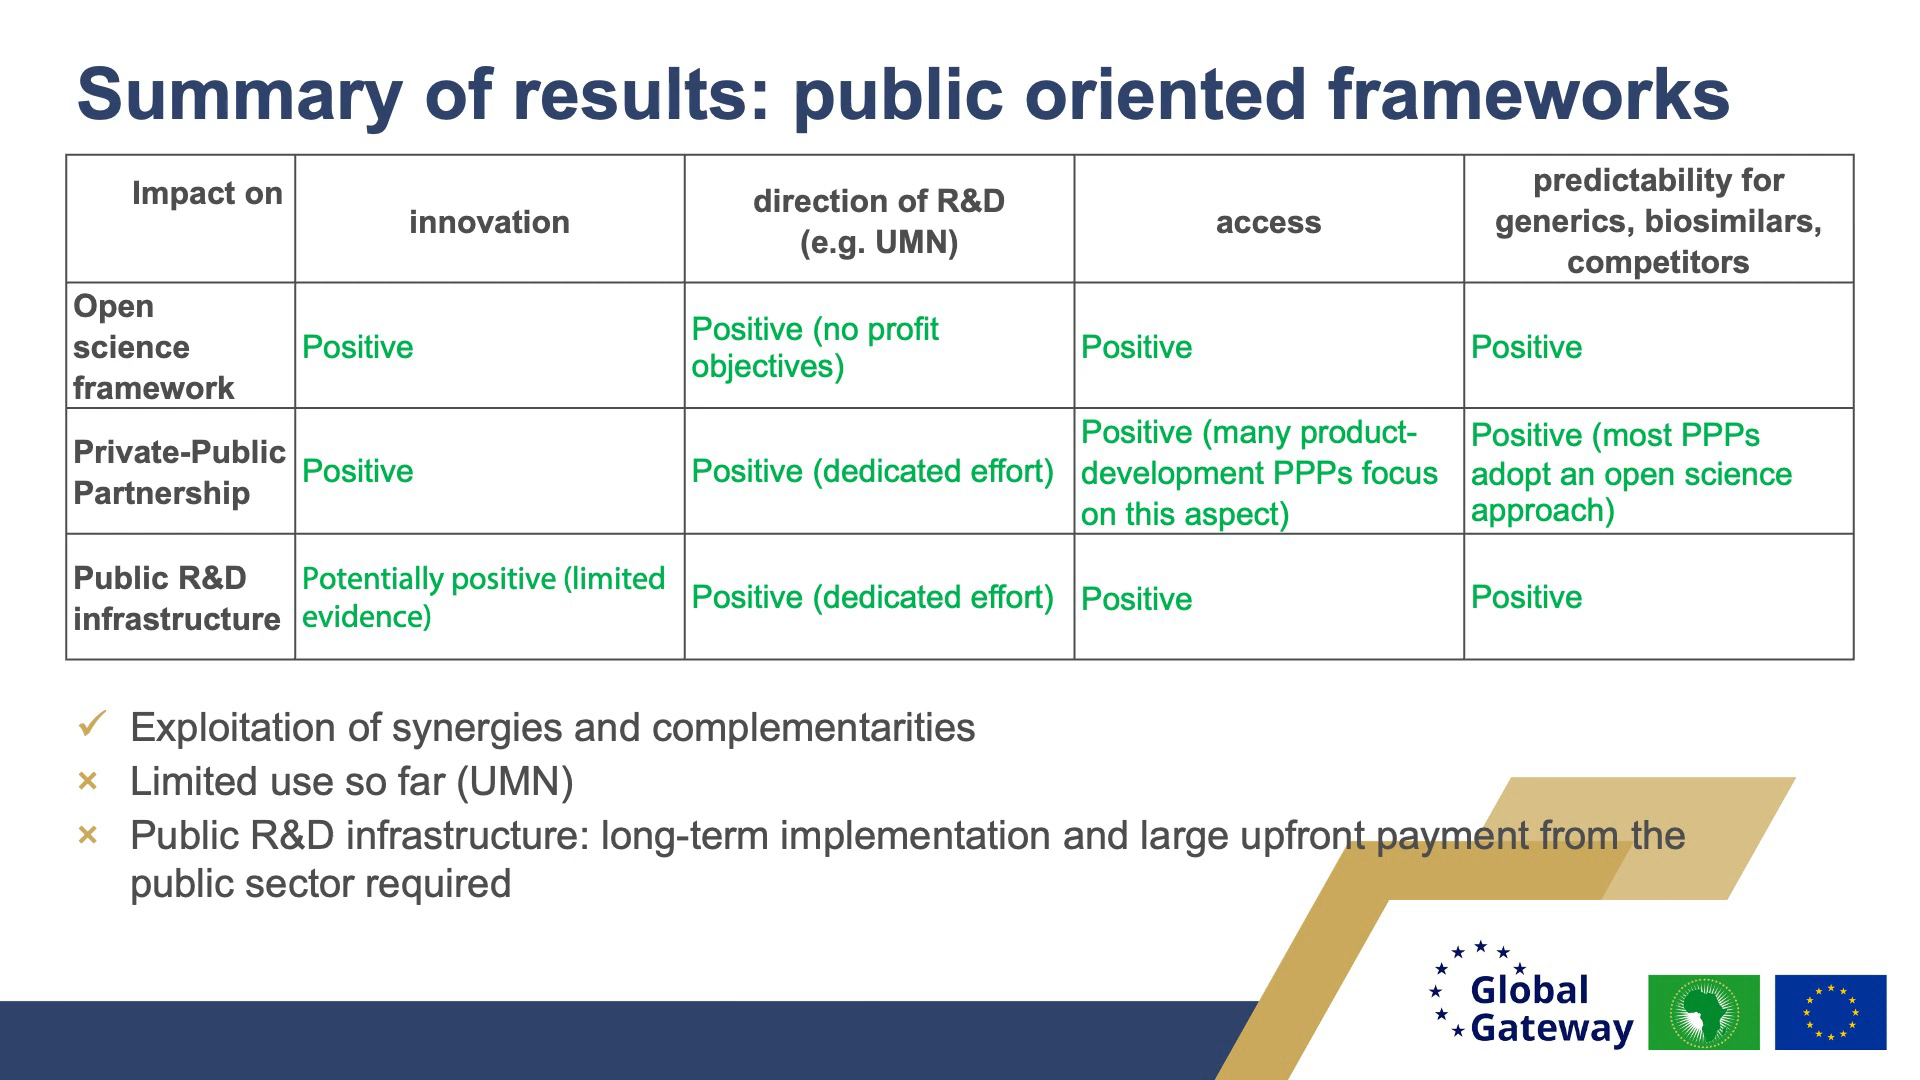 Summary of results: public oriented frameworks
Impact on
innovation
direction of R&D
(e.g. UMN)
access
predictability for
generics, biosimilars,
competitors
Open
science
framework
Positive
Positive (no profit
objectives)
Positive
Positive
Private-Public
Partnership
Positive
Positive (dedicated effort)
Positive (many product-
development PPPs focus
on this aspect)
Positive (most PPPs
adopt an open science
approach)
Public R&D
infrastructure
Potentially positive (limited
evidence)
Positive (dedicated effort)
Positive
Positive
✓ Exploitation of synergies and complementarities
× Limited use so far (UMN)
× Public R&D infrastructure: long-term implementation and large upfront payment from the
public sector required
Global
Gateway